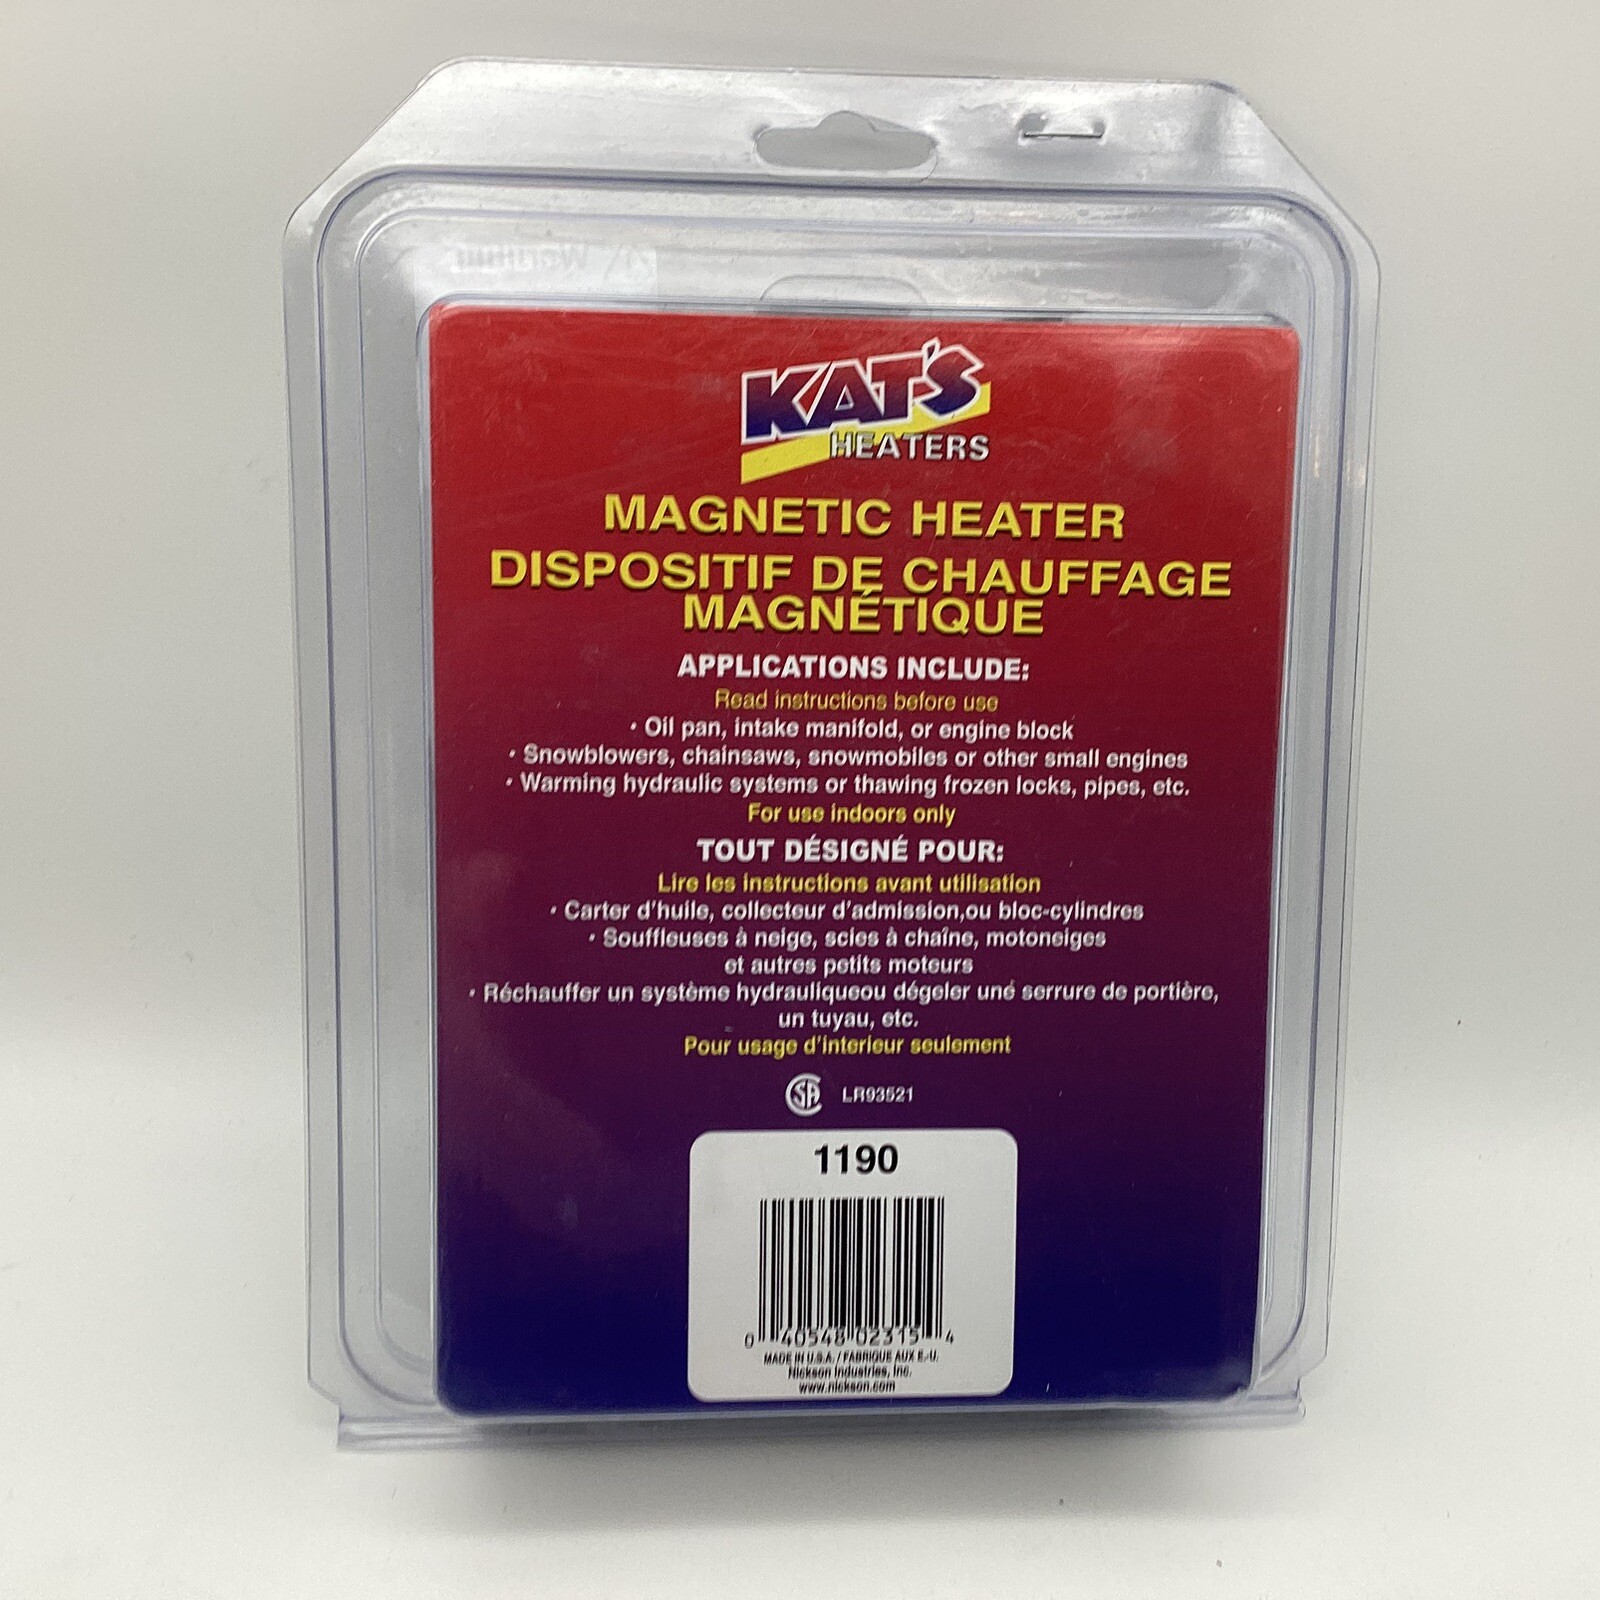 KAT'S
HEATERS
MAGNETIC HEATER
DISPOSITIF DE CHAUFFAGE
MAGNÉTIQUE
APPLICATIONS INCLUDE:
Read instructions before use
· Oil pan, intake manifold, or engine block
· Snowblowers, chainsaws, snowmobiles or other small engines
· Warming hydraulic systems or thawing frozen locks, pipes, etc.
For use indoors only
TOUT DÉSIGNÉ POUR:
Lire les instructions avant utilisation
· Carter d'huile, collecteur d'admission,ou bloc-cylindres
· Souffleuses à neige, scies à chaîne, motoneiges
et autres petits moteurs
· Réchauffer un système hydrauliqueou dégeler une serrure de portière,
un tuyau, etc.
Pour usage d'interieur seulement
SA LR93521
1190
0 40548 02315 4
MADE IN U.S.A. / FABRIQUE AUX E.-U.
Nickson Industries, Inc.
www.nickson.com